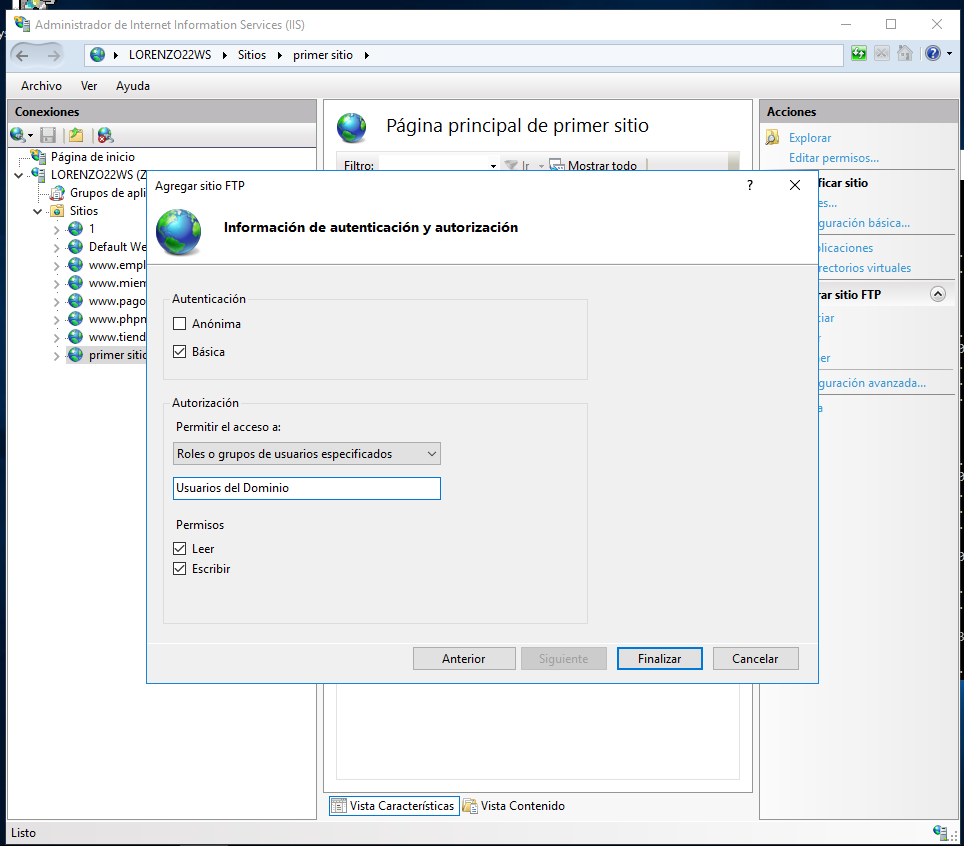 Administrador de Internet Information Services (IIS)
LORENZO22WS
Sitios
primer sitio
Archivo
Ver
Ayuda
Conexiones
Página de inicio
LORENZO22WS (Z
Grupos de apli
Sitios
1
Default We
www.empl
www.miem
www.pago
www.phpm
www.tiend
primer sitio
Página principal de primer sitio
Filtro:
Ir
Mostrar todo
Agregar sitio FTP
?
Información de autenticación y autorización
Autenticación
Anónima
Básica
Autorización
Permitir el acceso a:
Roles o grupos de usuarios especificados
Usuarios del Dominio
Permisos
Leer
Escribir
Anterior
Siguiente
Finalizar
Cancelar
Acciones
Explorar
Editar permisos...
ficar sitio
es...
guración básica...
plicaciones
rectorios virtuales
rar sitio FTP
iar
er
guración avanzada...
a
Vista Características
Vista Contenido
Listo